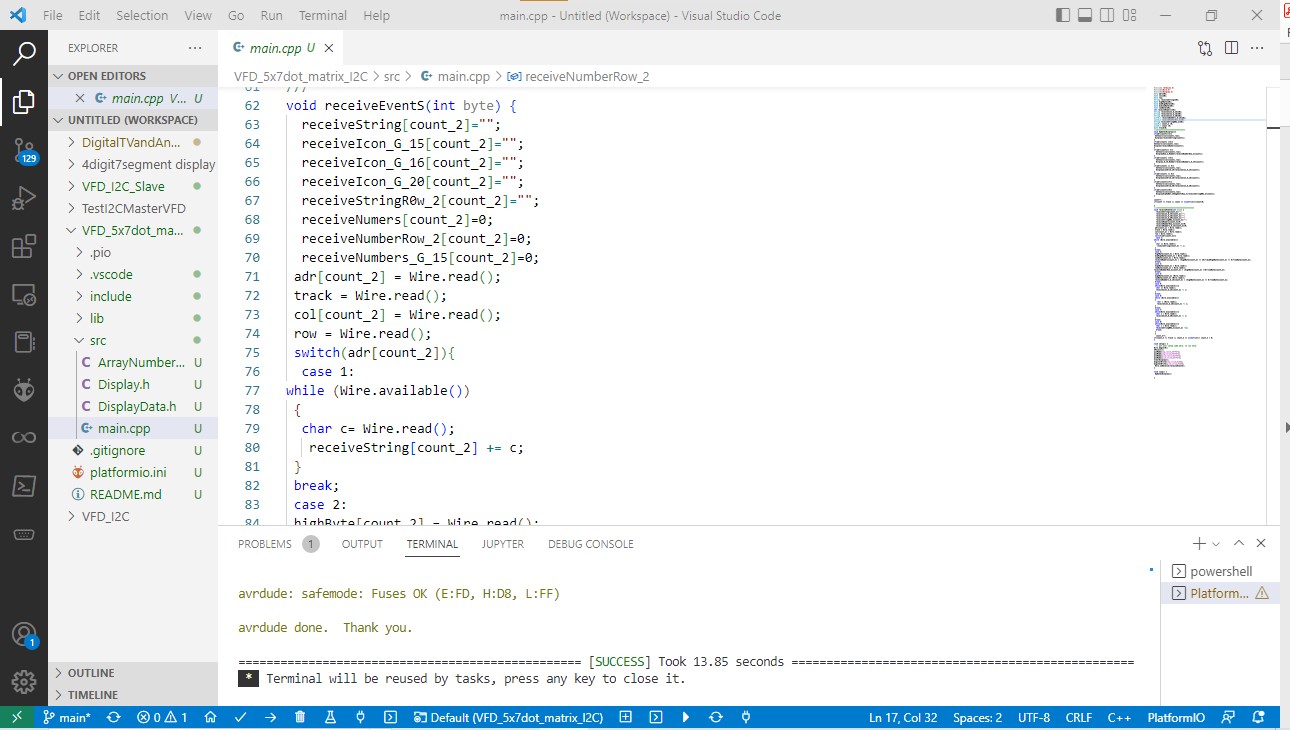 File Edit Selection View Go Run Terminal Help
main.cpp - Untitled (Workspace) - Visual Studio Code
EXPLORER
OPEN EDITORS
main.cpp V... U
UNTITLED (WORKSPACE)
DigitalTVandAn...
4digit7segment display
VFD_I2C_Slave
TestI2CMasterVFD
VFD_5x7dot_ma...
.pio
.vscode
include
lib
src
ArrayNumber... U
Display.h U
DisplayData.h U
main.cpp U
.gitignore U
platformio.ini U
README.md U
VFD_I2C
OUTLINE
TIMELINE
129
1
main.cpp U
VFD_5x7dot_matrix_I2C > src > main.cpp > receiveNumberRow_2
61 ///
62 void receiveEventS(int byte) {
63 receiveString[count_2]="";
64 receiveIcon_G_15[count_2]="";
65 receiveIcon_G_16[count_2]="";
66 receiveIcon_G_20[count_2]="";
67 receiveStringR0w_2[count_2]="";
68 receiveNumers[count_2]=0;
69 receiveNumberRow_2[count_2]=0;
70 receiveNumbers_G_15[count_2]=0;
71 adr[count_2] = Wire.read();
72 track = Wire.read();
73 col[count_2] = Wire.read();
74 row = Wire.read();
75 switch(adr[count_2]){
76 case 1:
77 while (Wire.available())
78 {
79 char c= Wire.read();
80 receiveString[count_2] += c;
81 }
82 break;
83 case 2:
84 highByte[count_2] = Wire.read();
PROBLEMS 1 OUTPUT TERMINAL JUPYTER DEBUG CONSOLE
avrdude: safemode: Fuses OK (E:FD, H:D8, L:FF)
avrdude done. Thank you.
================================================= [SUCCESS] Took 13.85 seconds =================================================
* Terminal will be reused by tasks, press any key to close it.
powershell
Platform...
main* 0 1 Default (VFD_5x7dot_matrix_I2C) Ln 17, Col 32 Spaces: 2 UTF-8 CRLF C++ PlatformIO